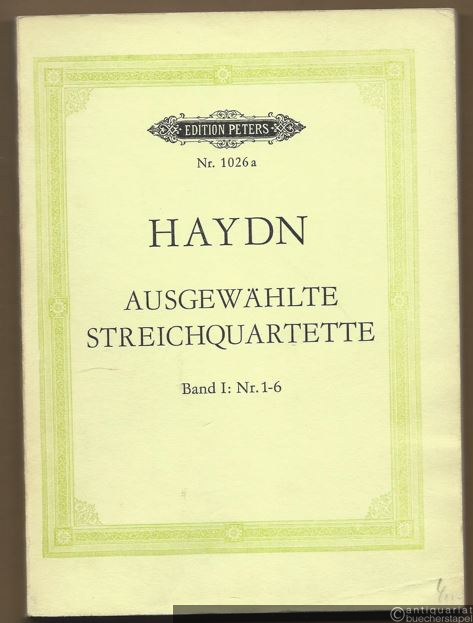 EDITION PETERS
Nr. 1026a
HAYDN
AUSGEWÄHLTE
STREICHQUARTETTE
Band I: Nr. 1-6
antiquariat
buecherstapel